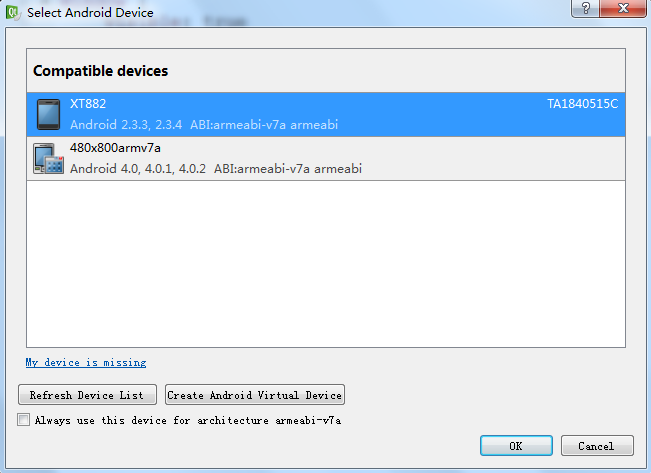 Select Android Device
Compatible devices
XT882 TA1840515C
Android 2.3.3, 2.3.4 ABI:armeabi-v7a armeabi
480x800armv7a
Android 4.0, 4.0.1, 4.0.2 ABI:armeabi-v7a armeabi
My device is missing
Refresh Device List Create Android Virtual Device
Always use this device for architecture armeabi-v7a
OK Cancel